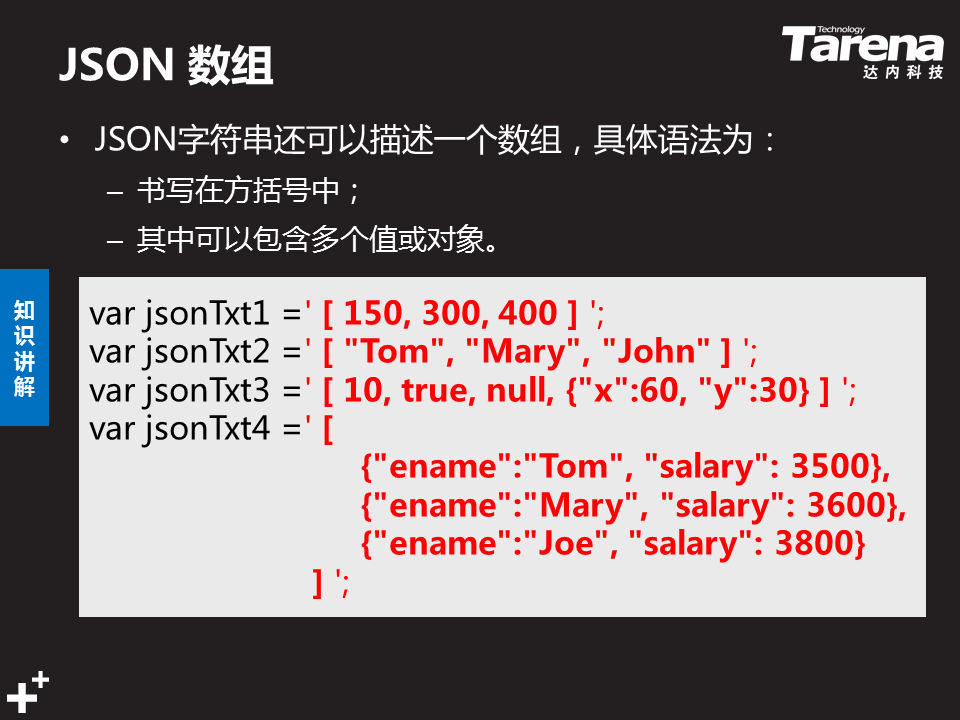 JSON 数组
Technology
Tarena
达内科技
• JSON字符串还可以描述一个数组，具体语法为：
– 书写在方括号中；
– 其中可以包含多个值或对象。
知识讲解
var jsonTxt1 =' [ 150, 300, 400 ] ';
var jsonTxt2 =' [ "Tom", "Mary", "John" ] ';
var jsonTxt3 =' [ 10, true, null, {"x":60, "y":30} ] ';
var jsonTxt4 =' [
{"ename":"Tom", "salary": 3500},
{"ename":"Mary", "salary": 3600},
{"ename":"Joe", "salary": 3800}
] ';